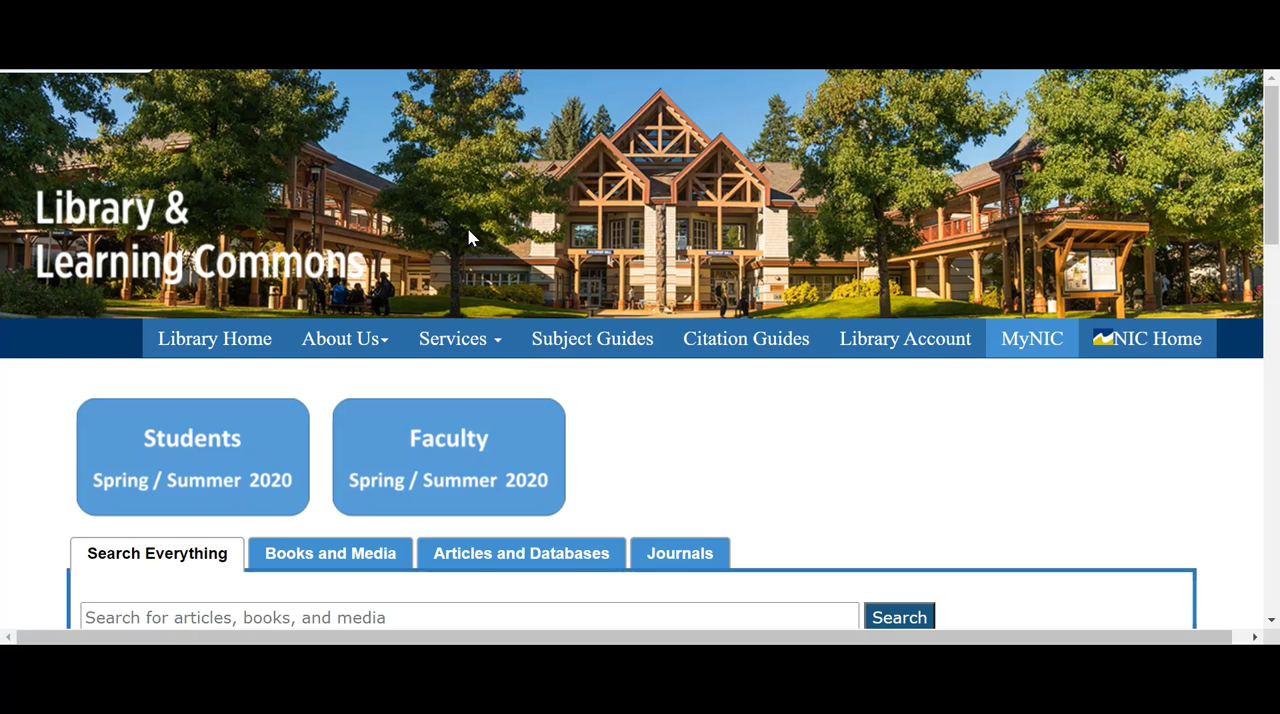 Library &
Learning Commons
Library Home About Us Services Subject Guides Citation Guides Library Account MyNIC NIC Home
Students
Spring / Summer 2020
Faculty
Spring / Summer 2020
Search Everything Books and Media Articles and Databases Journals
Search for articles, books, and media Search